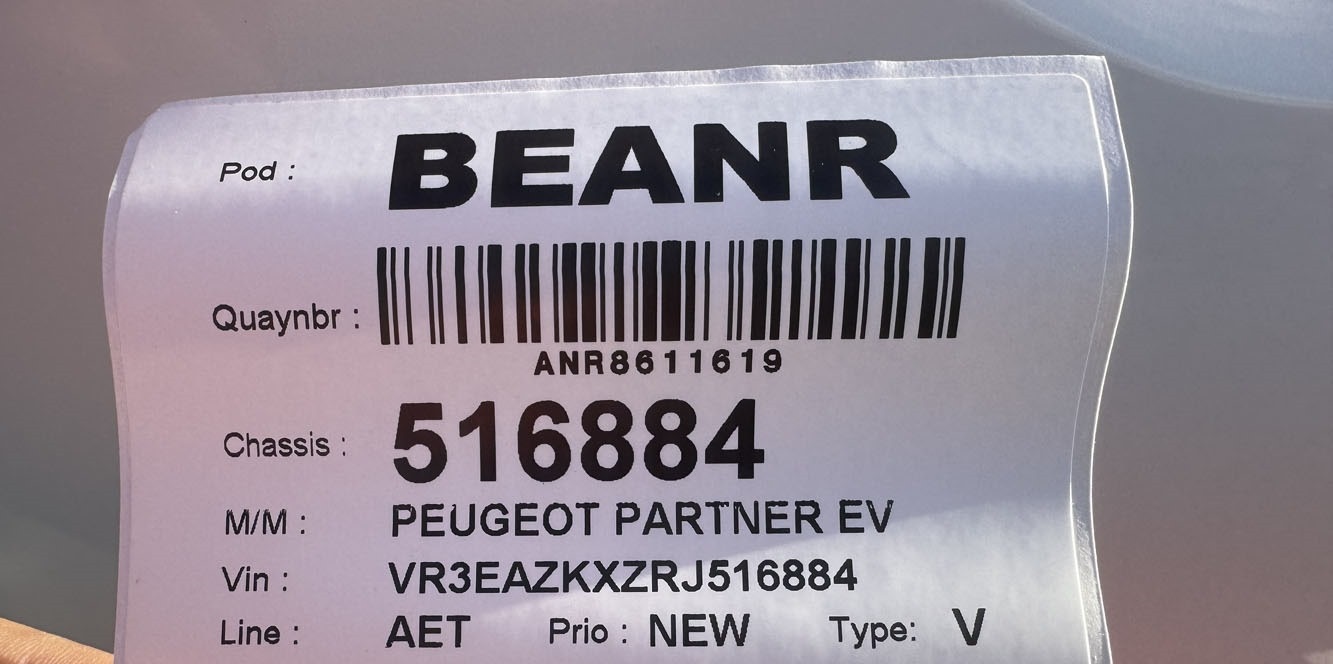 Pod : BEANR
Quaynbr :
ANR8611619
Chassis : 516884
M/M : PEUGEOT PARTNER EV
Vin : VR3EAZKXZRJ516884
Line : AET Prio : NEW Type: V